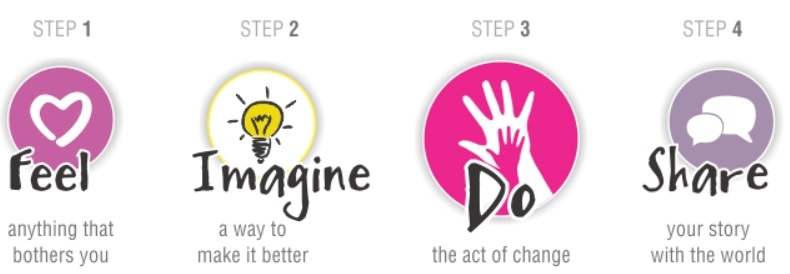 STEP 1
Feel
anything that
bothers you
STEP 2
Imagine
a way to
make it better
STEP 3
Do
the act of change
STEP 4
Share
your story
with the world